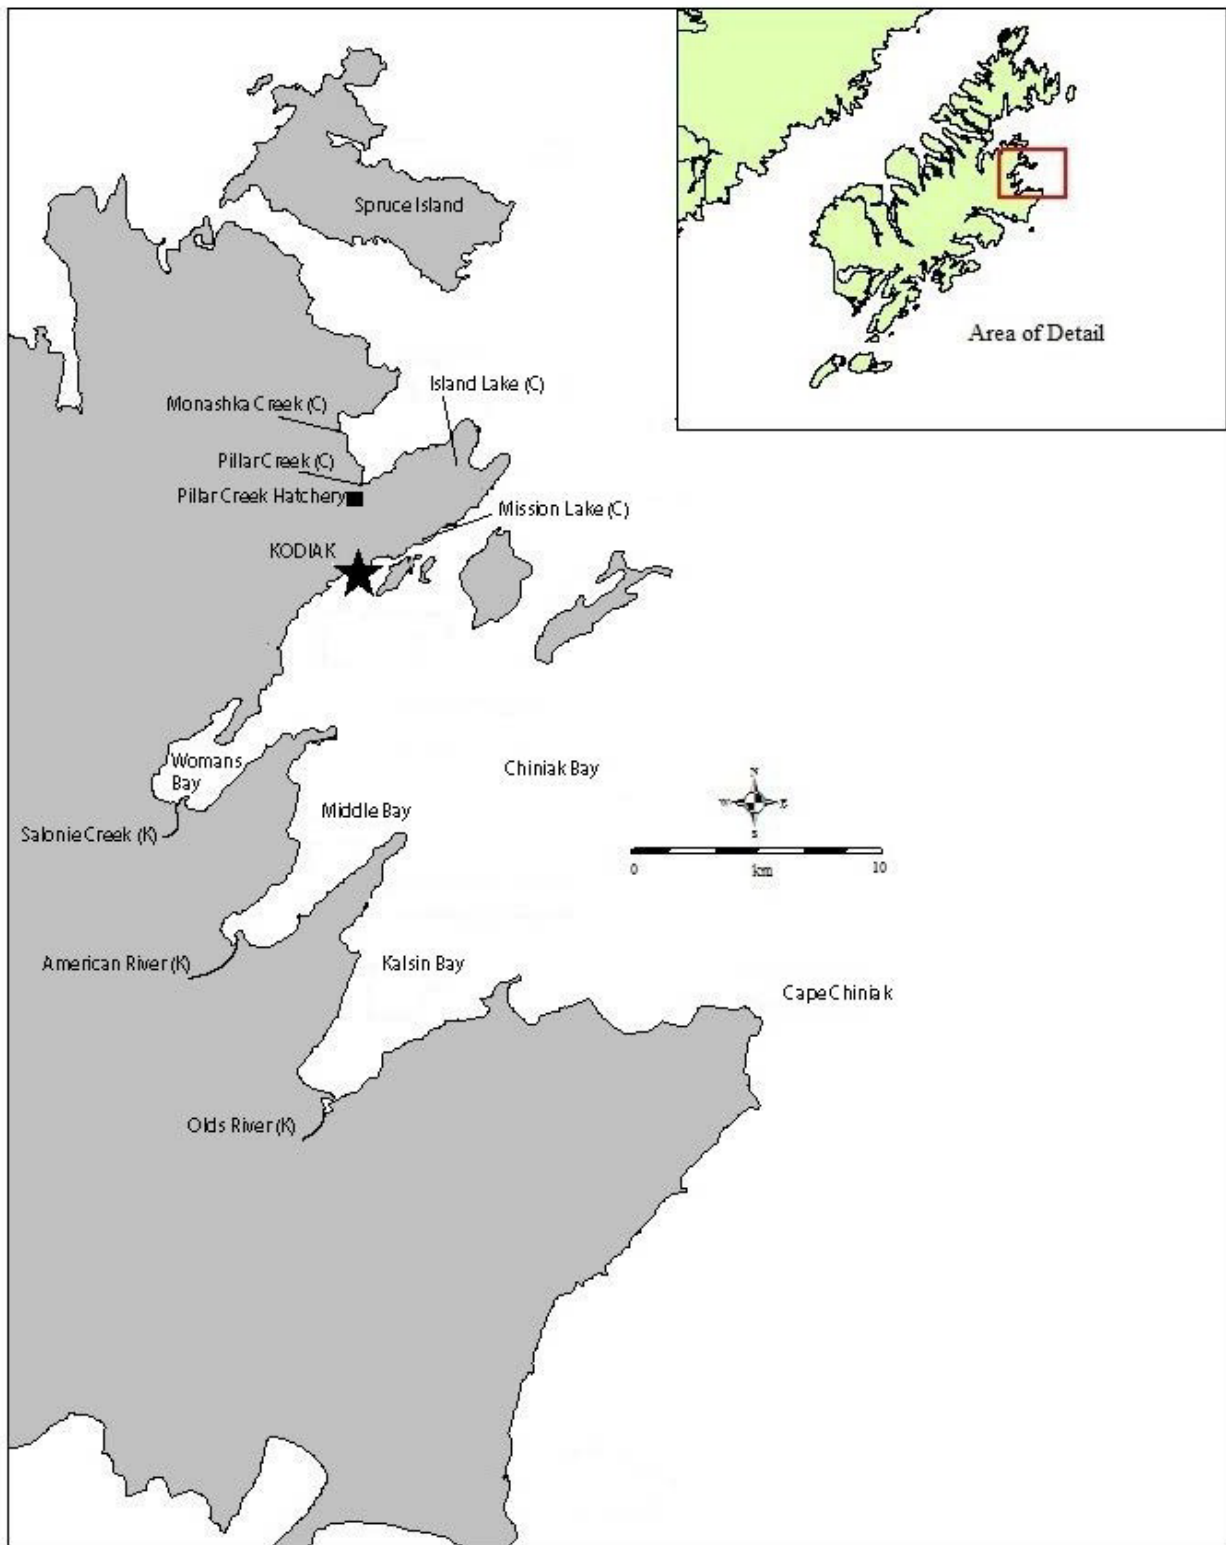 Spruce Island
Area of Detail
Island Lake (C)
Monashka Creek (C)
Pillar Creek (C)
Pillar Creek Hatchery
Mission Lake (C)
KODIAK
Womans
Bay
Chiniak Bay
N
W E
S
Middle Bay
Salonie Creek (K)
0 km 10
American River (K)
Kalsin Bay
Cape Chiniak
Olds River (K)